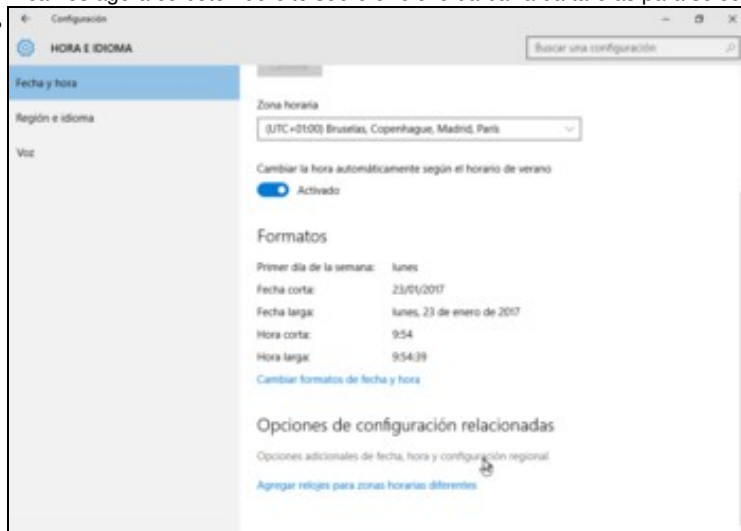 Configuración
HORA E IDIOMA
Buscar una configuración
Fecha y hora
Región e idioma
Voz
Zona horaria
(UTC+01:00) Bruselas, Copenhague, Madrid, París
Cambiar la hora automáticamente según el horario de verano
Activado
Formatos
Primer día de la semana: lunes
Fecha corta: 23/01/2017
Fecha larga: lunes, 23 de enero de 2017
Hora corta: 9:54
Hora larga: 9:54:39
Cambiar formatos de fecha y hora
Opciones de configuración relacionadas
Opciones adicionales de fecha, hora y configuración regional
Agregar relojes para zonas horarias diferentes